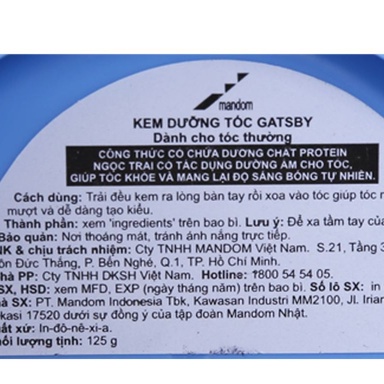 mandom
KEM DƯỠNG TÓC GATSBY
Dành cho tóc thường
CÔNG THỨC CÓ CHỨA DƯỠNG CHẤT PROTEIN
NGỌC TRAI CÓ TÁC DỤNG DƯỠNG ẨM CHO TÓC,
GIÚP TÓC KHỎE VÀ MANG LẠI ĐỘ SÁNG BÓNG TỰ NHIÊN.
Cách dùng: Trải đều kem ra lòng bàn tay rồi xoa vào tóc giúp tóc
mượt và dễ dàng tạo kiểu.
Thành phần: xem 'ingredients' trên bao bì. Lưu ý: Để xa tầm tay của
Bảo quản: Nơi thoáng mát, tránh ánh nắng trực tiếp.
NK & chịu trách nhiệm: Cty TNHH MANDOM Việt Nam. S.21, Tầng
ôn Đức Thắng, P. Bến Nghé, Q.1, TP. Hồ Chí Minh.
hà PP: Cty TNHH DKSH Việt Nam. Hotline: 1800 54 54 05.
SX, HSD: xem MFD, EXP (ngày tháng năm) trên bao bì. Số lô SX: in
hà SX: PT. Mandom Indonesia Tbk, Kawasan Industri MM2100, Jl. Irian
kasi 17520 dưới sự đồng ý của tập đoàn Mandom Nhật.
uất xứ: In-đô-nê-xi-a.
hối lượng tịnh: 125 g